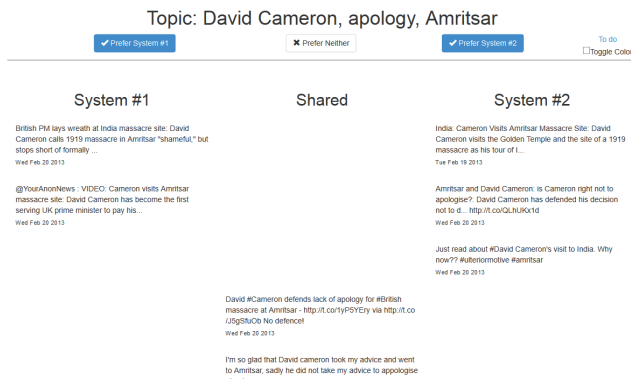 Topic: David Cameron, apology, Amritsar
✔ Prefer System #1
✖ Prefer Neither
✔ Prefer System #2
To do
Toggle Color
System #1
Shared
System #2
British PM lays wreath at India massacre site: David
Cameron calls 1919 massacre in Amritsar "shameful," but
stops short of formally ...
Wed Feb 20 2013
@YourAnonNews : VIDEO: Cameron visits Amritsar
massacre site: David Cameron has become the first
serving UK prime minister to pay his...
Wed Feb 20 2013
India: Cameron Visits Amritsar Massacre Site: David
Cameron visits the Golden Temple and the site of a 1919
massacre as his tour of I...
Tue Feb 19 2013
Amritsar and David Cameron: is Cameron right not to
apologise?: David Cameron has defended his decision
not to d... http://t.co/QLhUKx1d
Wed Feb 20 2013
Just read about #David Cameron's visit to India. Why
now?? #ulteriormotive #amritsar
Wed Feb 20 2013
David #Cameron defends lack of apology for #British
massacre at Amritsar - http://t.co/1yP5YEry via http://t.co
/J5gSfuOb No defence!
Wed Feb 20 2013
I'm so glad that David cameron took my advice and went
to Amritsar, sadly he did not take my advice to appologise